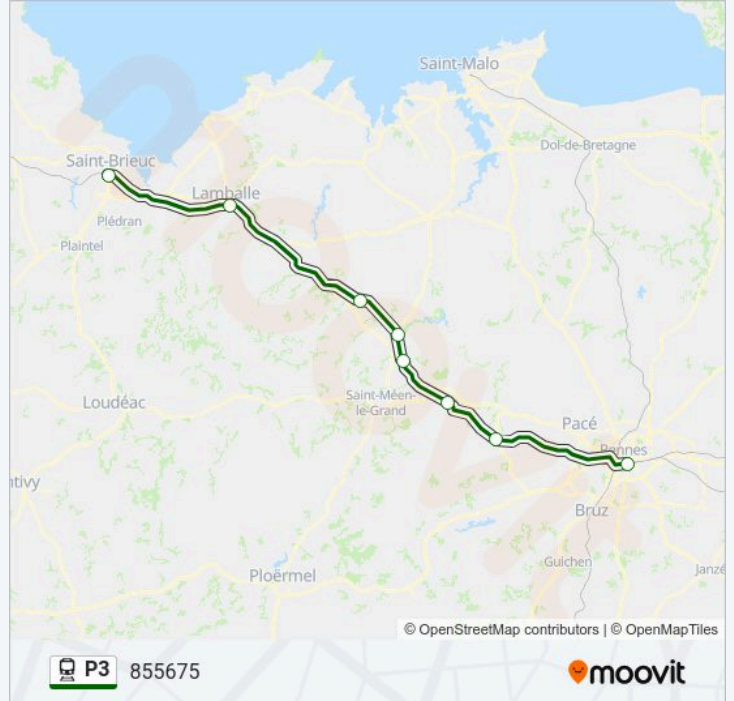 Saint-Malo
Dol-de-Bretagne
Saint-Brieuc
Lamballe
Plédran
Plaintel
Saint-Méen-
le-Grand
Loudéac
Pacé
Rennes
ntivy
Bruz
Guichen
Janzé
Ploërmel
© OpenStreetMap contributors | © OpenMapTiles
P3 855675
moovit